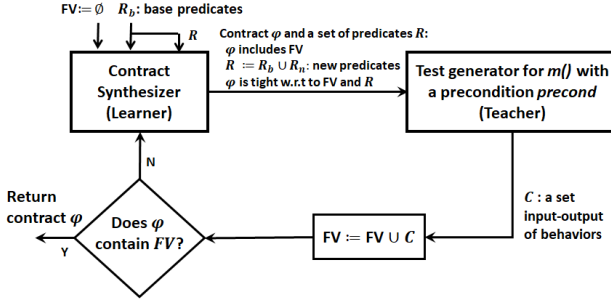 FV:= ∅
R_b: base predicates
R
Contract φ and a set of predicates R:
φ includes FV
R := R_b ∪ R_n: new predicates
φ is tight w.r.t to FV and R
Contract
Synthesizer
(Learner)
Test generator for m() with
a precondition precond
(Teacher)
N
Return
contract φ
Y
Does φ
contain FV?
FV := FV ∪ C
C : a set
input-output
of behaviors